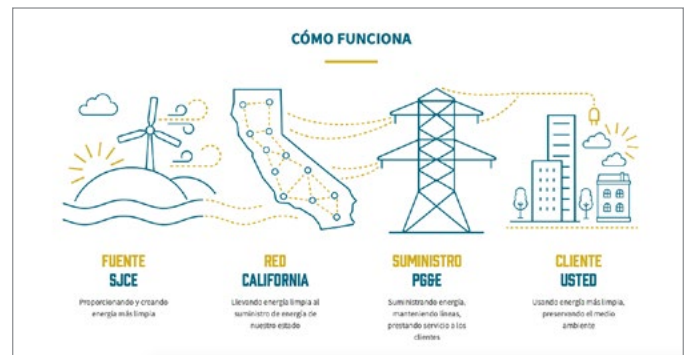 CÓMO FUNCIONA
FUENTE
SJCE
Proporcionando y creando
energía más limpia
RED
CALIFORNIA
Llevando energía limpia al
suministro de energía de
nuestro estado
SUMINISTRO
PG&E
Suministrando energía,
manteniendo líneas,
prestando servicio a los
clientes
CLIENTE
USTED
Usando energía más limpia,
preservando el medio
ambiente